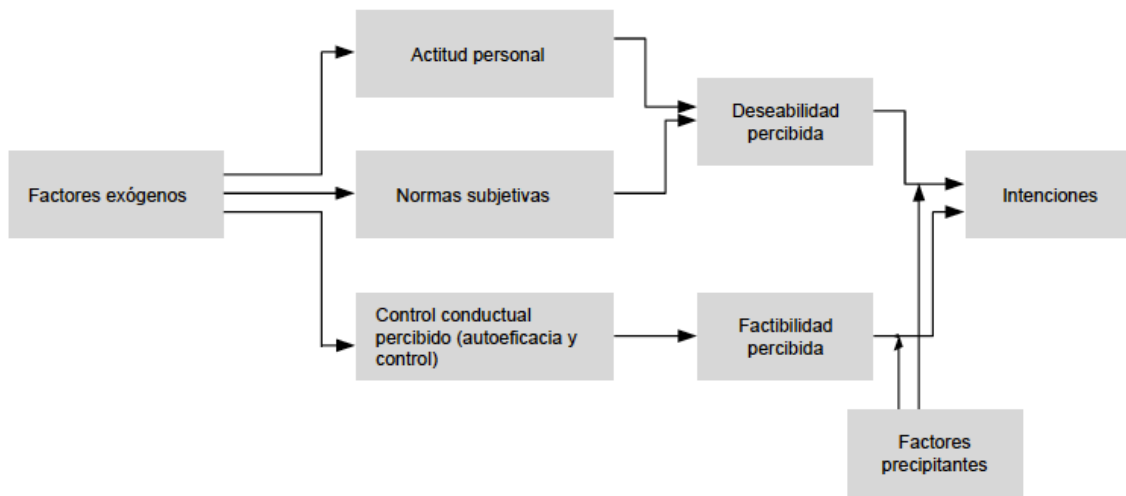 Actitud personal
Deseabilidad
percibida
Factores exógenos
Normas subjetivas
Intenciones
Control conductual
percibido (autoeficacia y
control)
Factibilidad
percibida
Factores
precipitantes